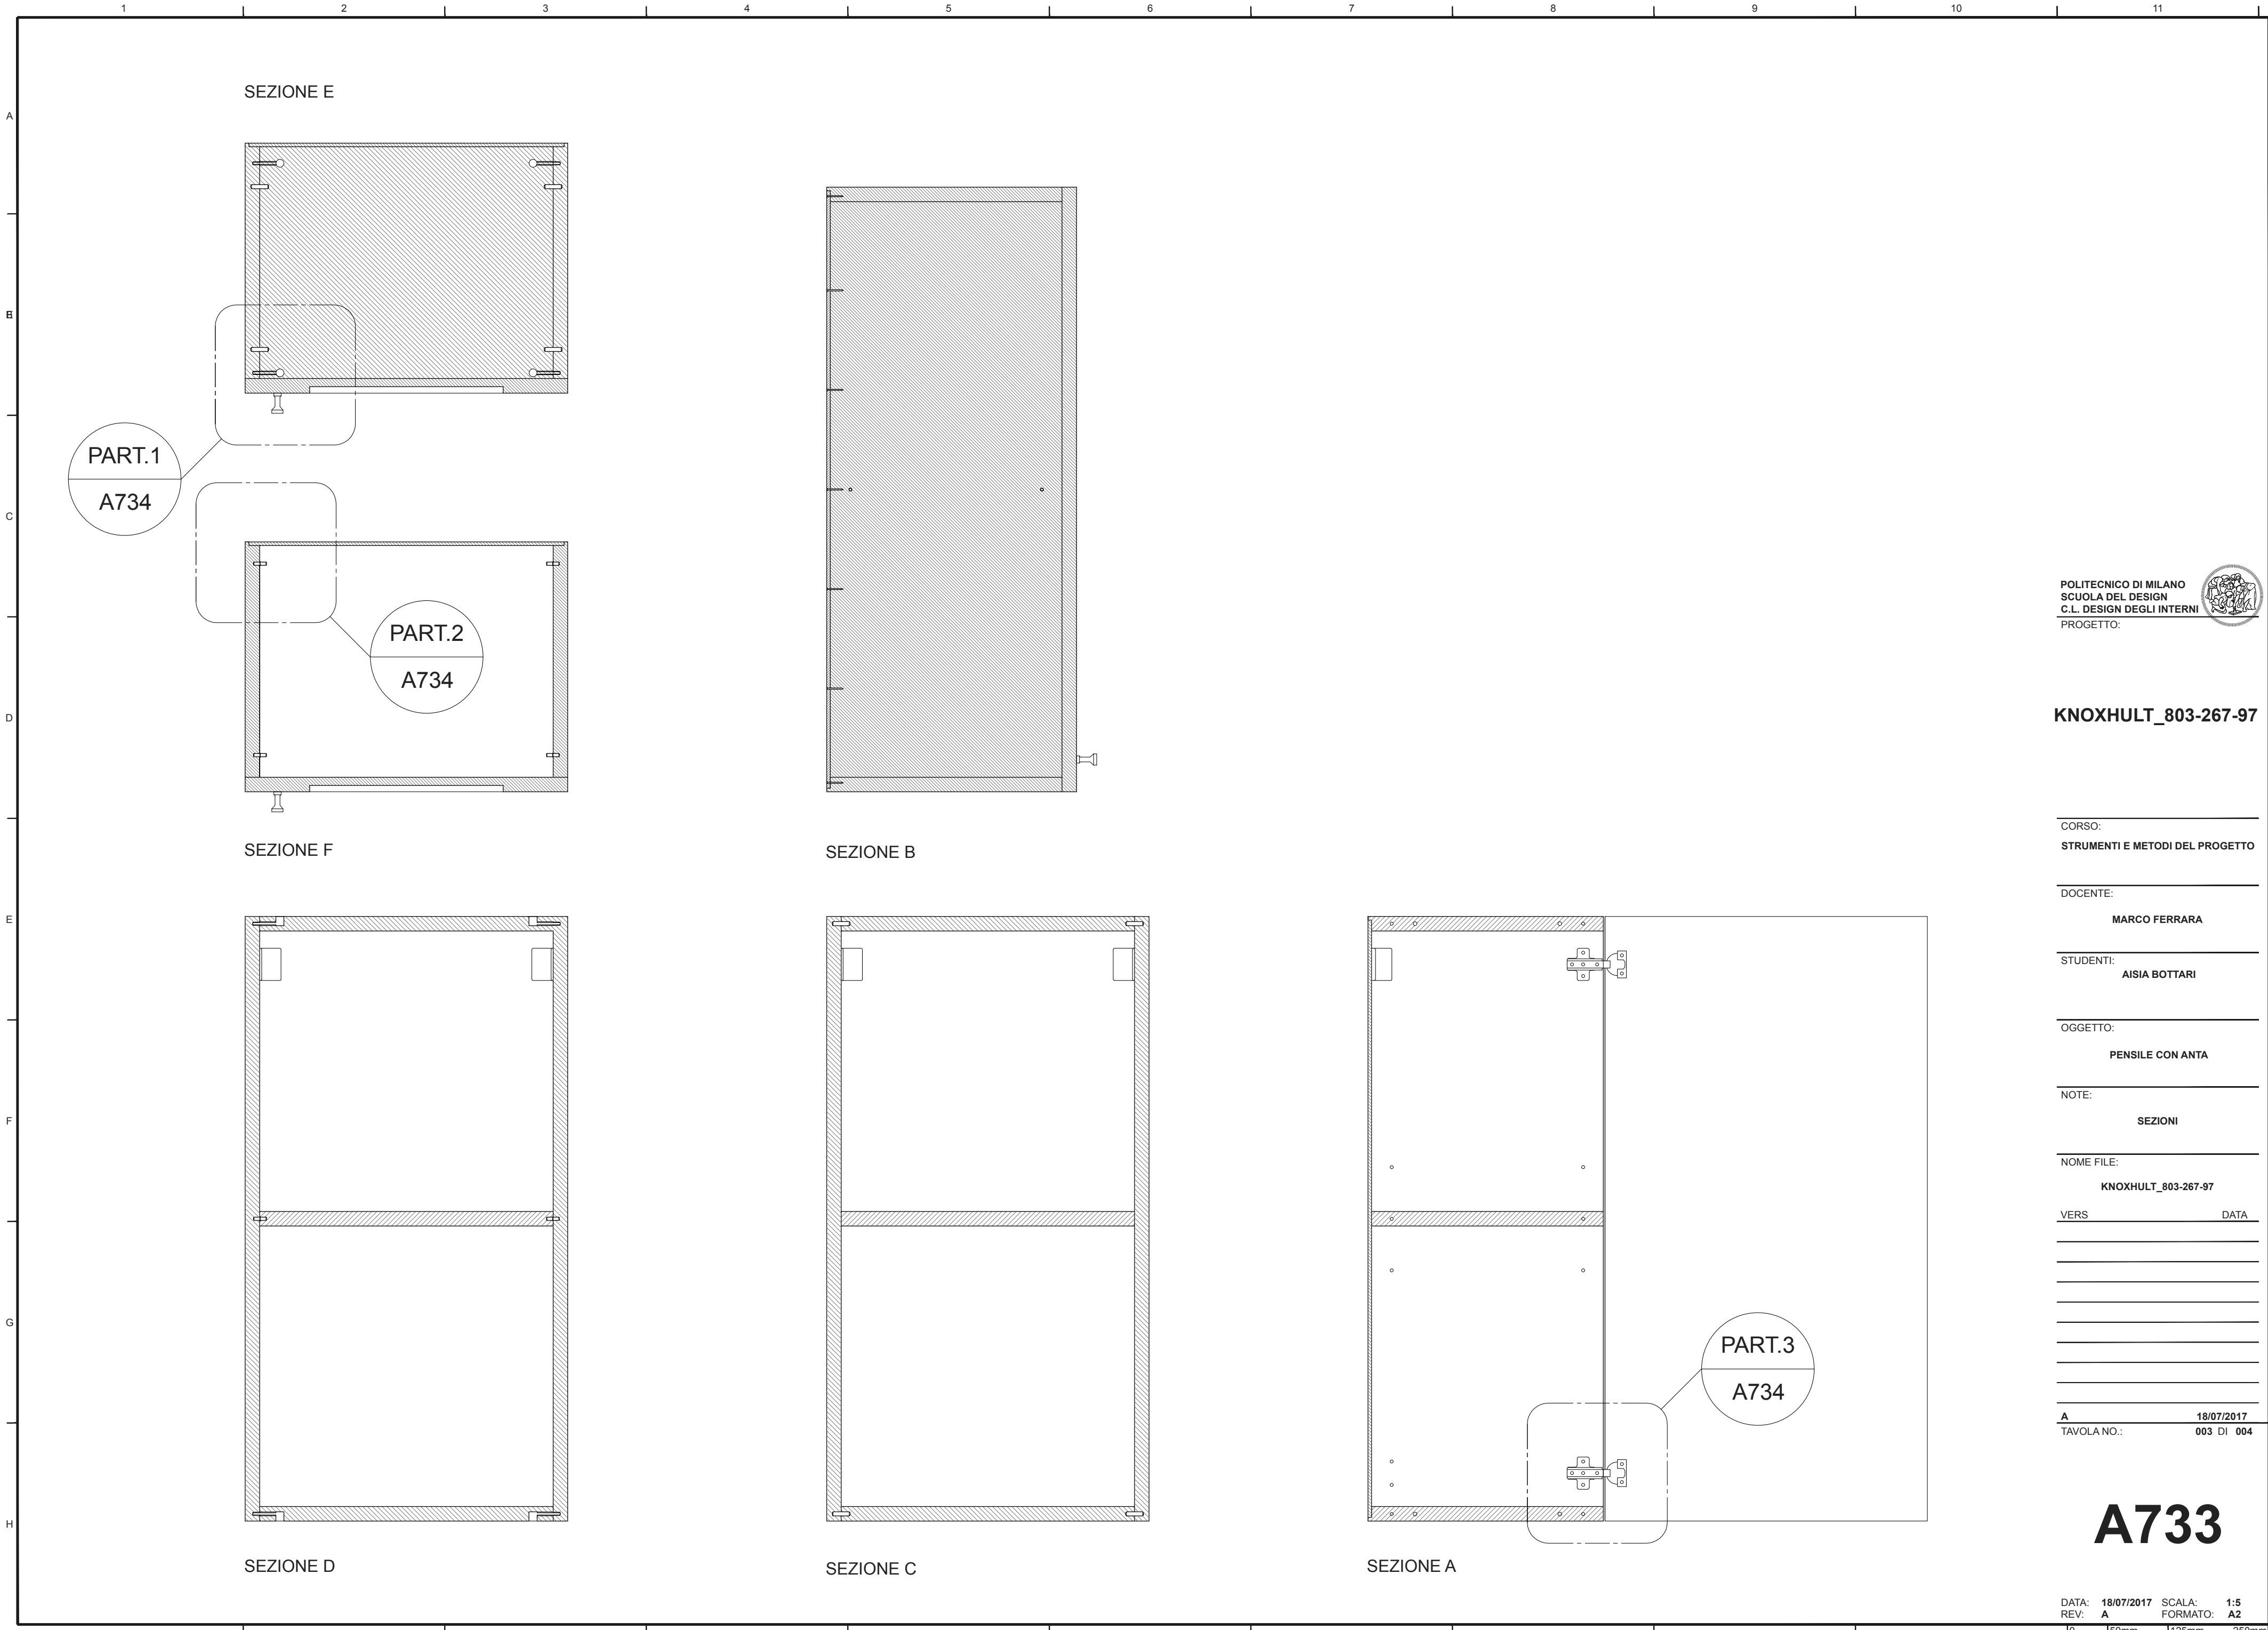 1 2 3 4 5 6 7 8 9 10 11
A
SEZIONE E
B
PART.1
A734
C
PART.2
A734
D
SEZIONE F
SEZIONE B
E
F
G
PART.3
A734
H
SEZIONE D
SEZIONE C
SEZIONE A
POLITECNICO DI MILANO
SCUOLA DEL DESIGN
C.L. DESIGN DEGLI INTERNI
PROGETTO:
KNOXHULT_803-267-97
CORSO:
STRUMENTI E METODI DEL PROGETTO
DOCENTE:
MARCO FERRARA
STUDENTI:
AISIA BOTTARI
OGGETTO:
PENSILE CON ANTA
NOTE:
SEZIONI
NOME FILE:
KNOXHULT_803-267-97
VERS DATA
A 18/07/2017
TAVOLA NO.: 003 DI 004
A733
DATA: 18/07/2017 SCALA: 1:5
REV: A FORMATO: A2
0 50mm 125mm 250mm